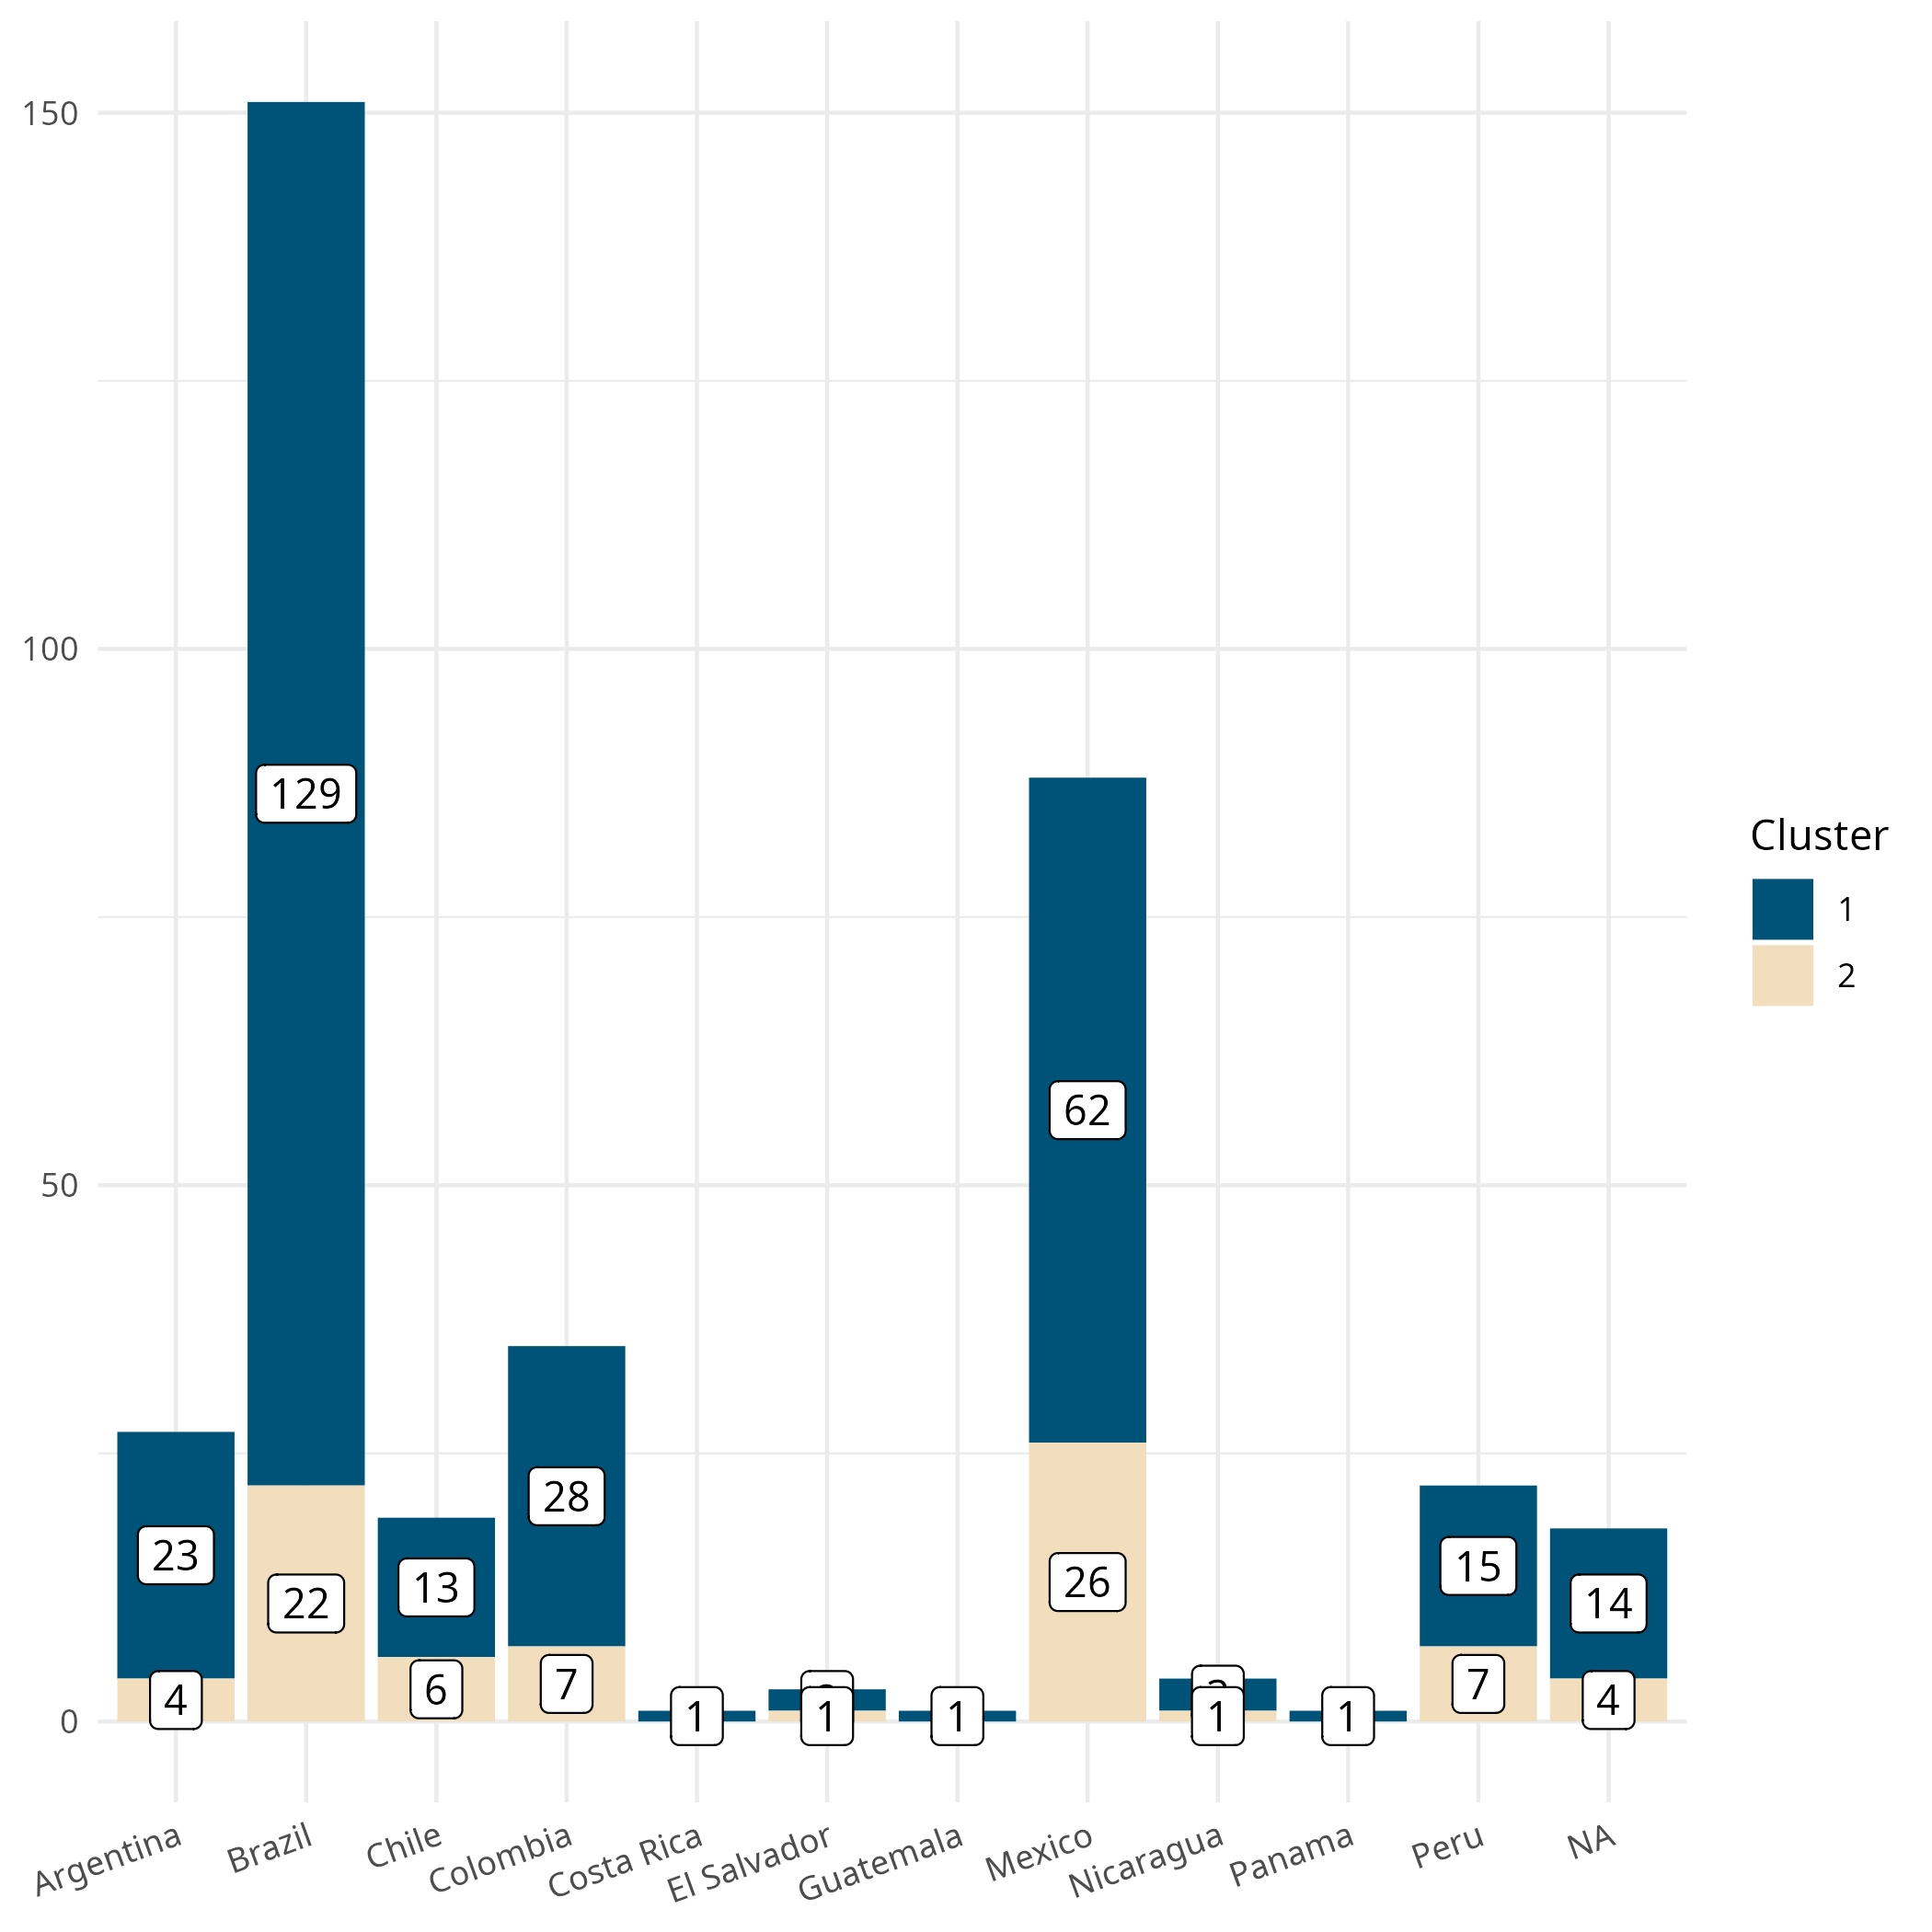 150
100
50
0
129
62
28
23
22
13
26
15
14
4
6
7
1
1
1
1
1
7
4
Argentina
Brazil
Chile
Colombia
Costa Rica
El Salvador
Guatemala
Mexico
Nicaragua
Panama
Peru
NA
Cluster
1
2